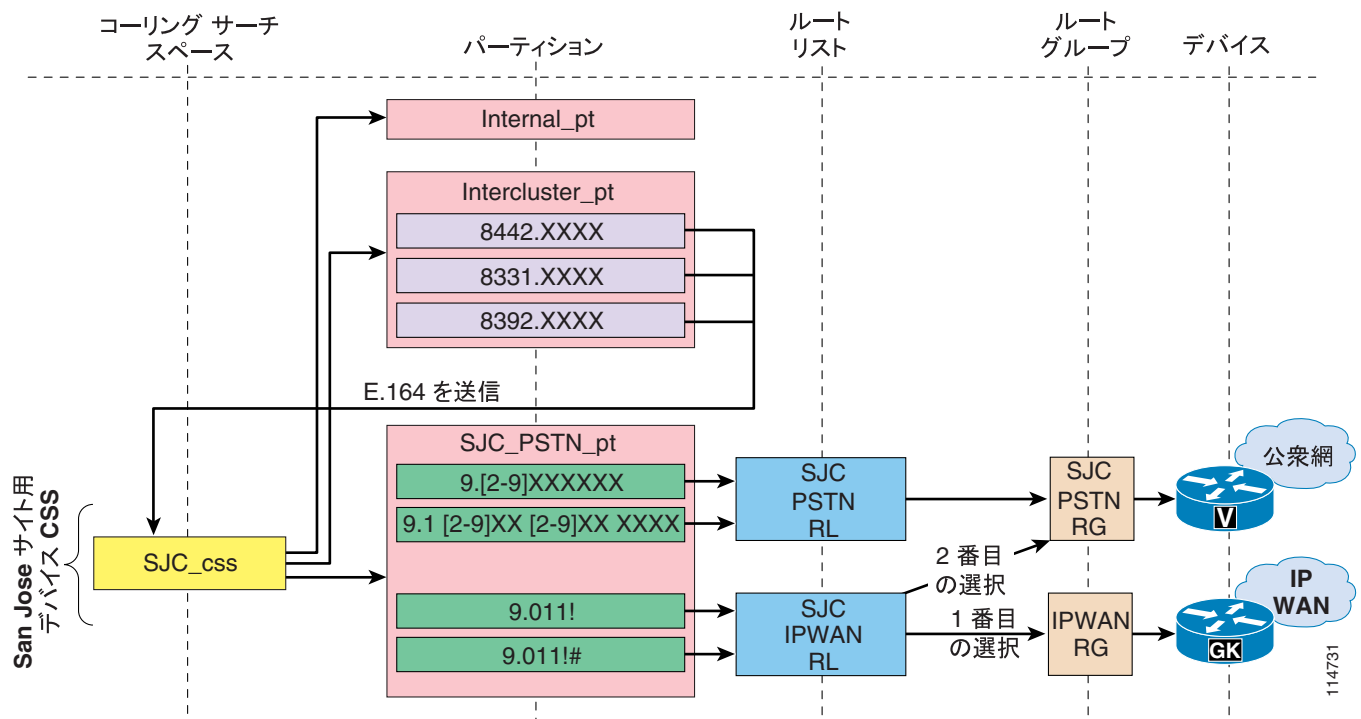 コーリング サーチ
スペース
パーティション
ルート
リスト
ルート
グループ
デバイス
Internal_pt
Intercluster_pt
8442.XXXX
8331.XXXX
8392.XXXX
E.164 を送信
San Jose サイト用
デバイス CSS
SJC_css
SJC_PSTN_pt
9.[2-9]XXXXXX
9.1 [2-9]XX [2-9]XX XXXX
9.011!
9.011!#
SJC
PSTN
RL
SJC
IPWAN
RL
2 番目
の選択
1 番目
の選択
SJC
PSTN
RG
IPWAN
RG
公衆網
V
IP
WAN
GK
114731